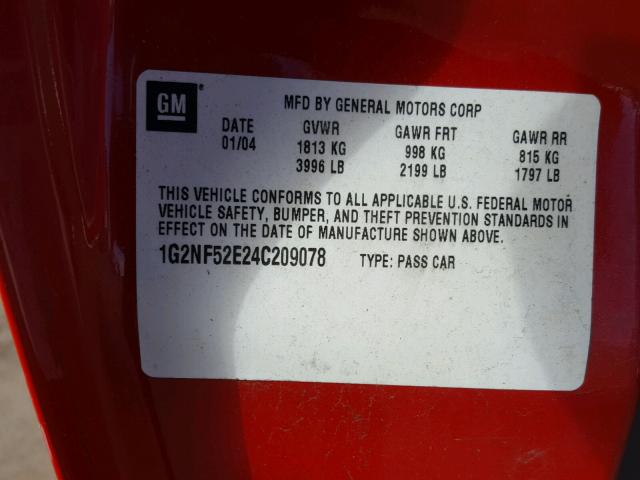 GM
MFD BY GENERAL MOTORS CORP
DATE GVWR GAWR FRT GAWR RR
01/04 1813 KG 998 KG 815 KG
3996 LB 2199 LB 1797 LB
THIS VEHICLE CONFORMS TO ALL APPLICABLE U.S. FEDERAL MOTOR
VEHICLE SAFETY, BUMPER, AND THEFT PREVENTION STANDARDS IN
EFFECT ON THE DATE OF MANUFACTURE SHOWN ABOVE.
1G2NF52E24C209078 TYPE: PASS CAR